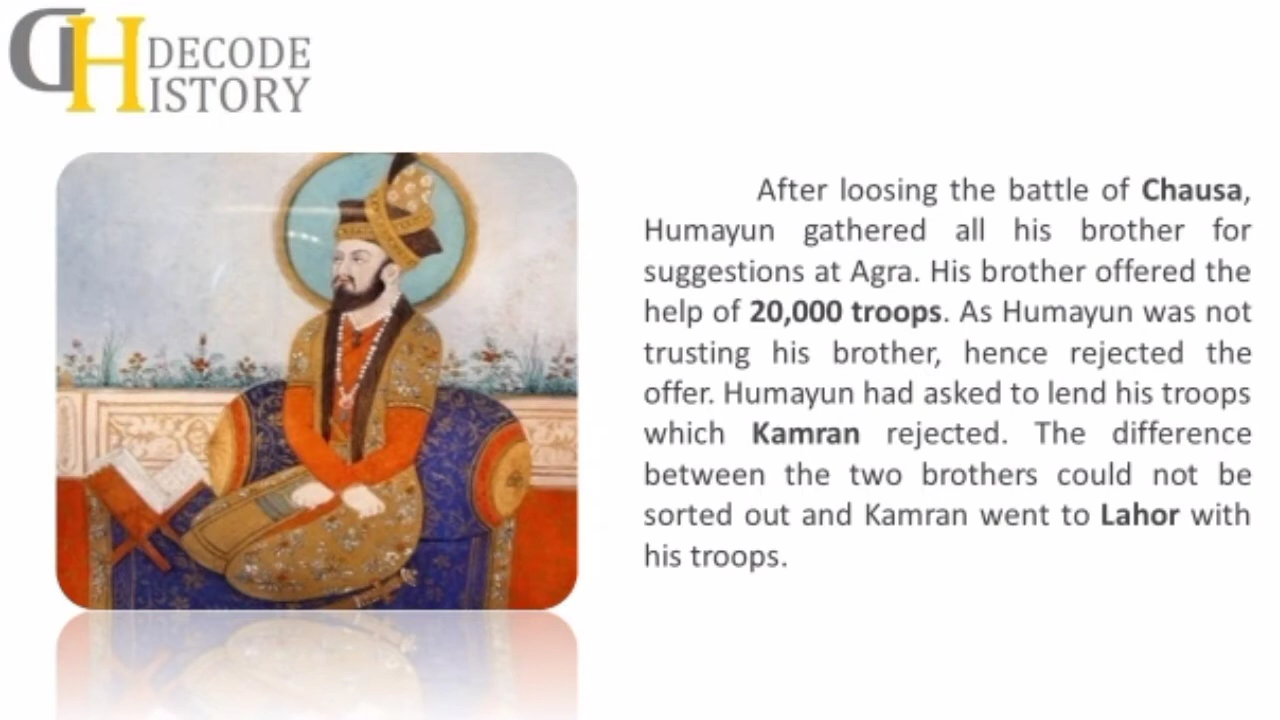 DH DECODE
HISTORY
After loosing the battle of Chausa,
Humayun gathered all his brother for
suggestions at Agra. His brother offered the
help of 20,000 troops. As Humayun was not
trusting his brother, hence rejected the
offer. Humayun had asked to lend his troops
which Kamran rejected. The difference
between the two brothers could not be
sorted out and Kamran went to Lahor with
his troops.